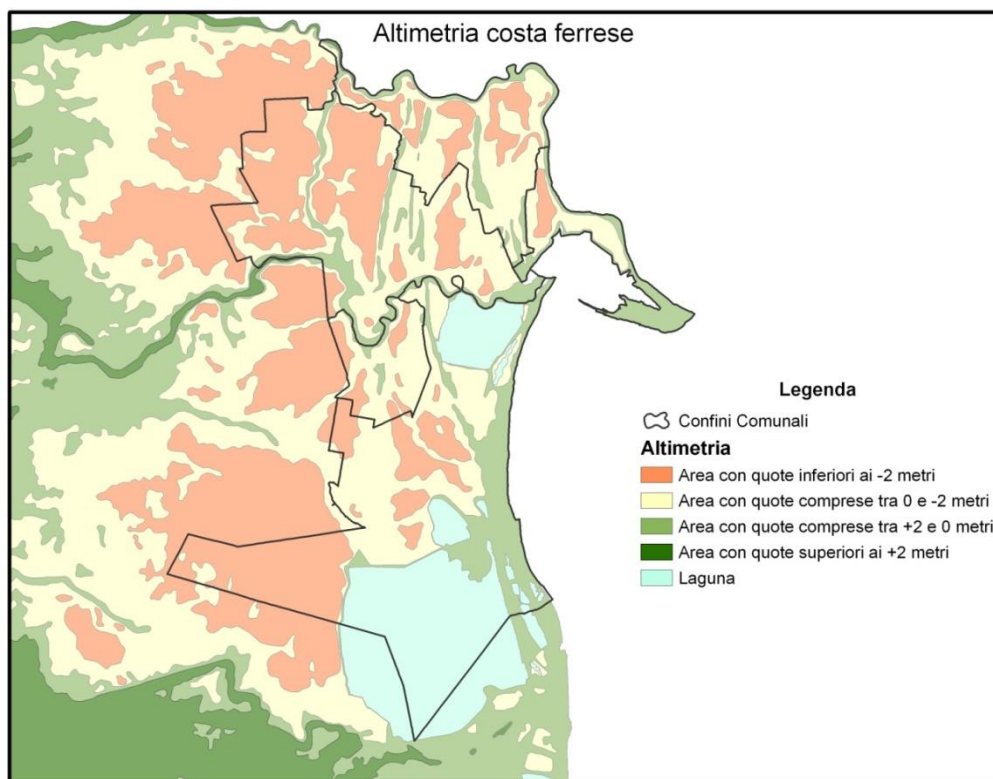 Altimetria costa ferrese
Legenda
Confini Comunali
Altimetria
Area con quote inferiori ai -2 metri
Area con quote comprese tra 0 e -2 metri
Area con quote comprese tra +2 e 0 metri
Area con quote superiori ai +2 metri
Laguna